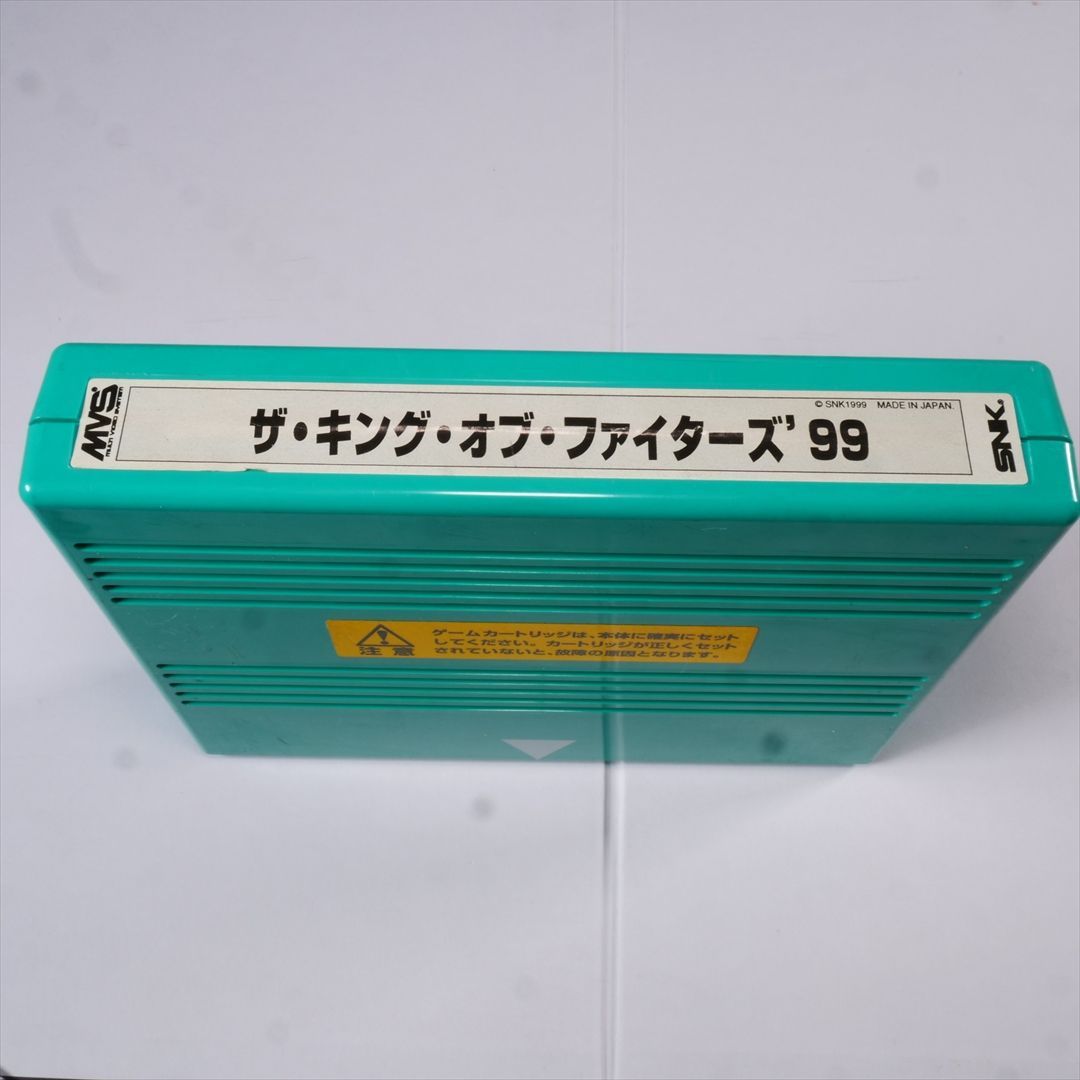 MVS
MULTI VIDEO SYSTEM
© SNK1999 MADE IN JAPAN.
ザ・キング・オブ・ファイターズ’99
SNK.
注意
ゲームカートリッジは、本体に確実にセット
してください。カートリッジが正しくセット
されていないと、故障の原因となります。